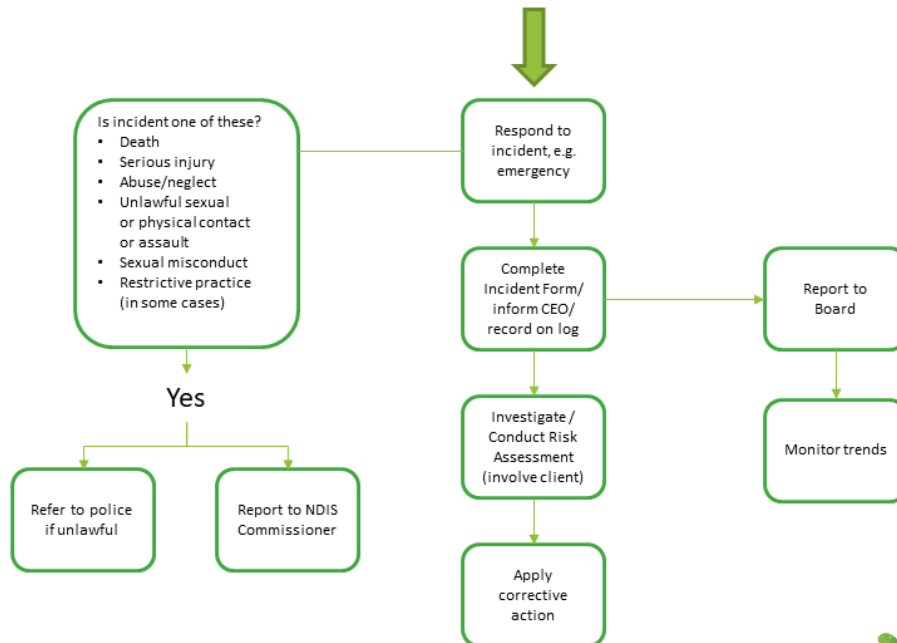 Is incident one of these?
• Death
• Serious injury
• Abuse/neglect
• Unlawful sexual
or physical contact
or assault
• Sexual misconduct
• Restrictive practice
(in some cases)
Yes
Refer to police
if unlawful
Report to NDIS
Commissioner
Respond to
incident, e.g.
emergency
Complete
Incident Form/
inform CEO/
record on log
Investigate /
Conduct Risk
Assessment
(involve client)
Apply
corrective
action
Report to
Board
Monitor trends